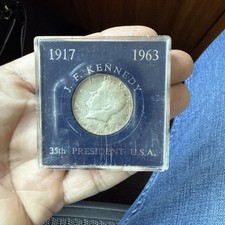 1917 1963
J. F. KENNEDY
35th PRESIDENT U.S.A.